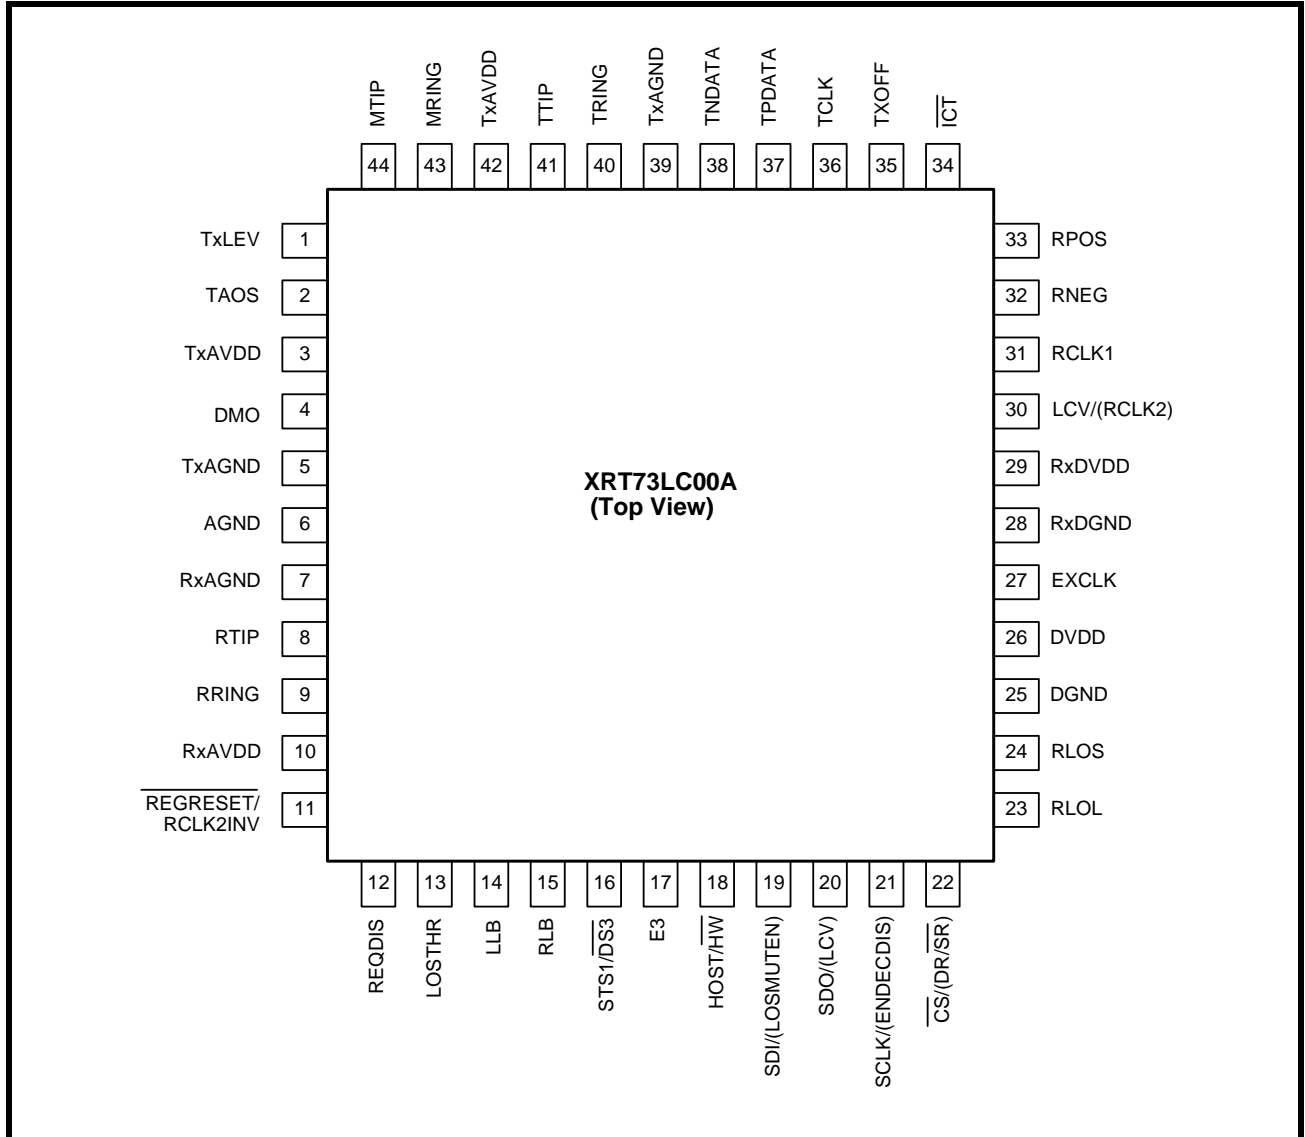 MTIP
MRING
TxAVDD
TTIP
TRING
TxAGND
TNDATA
TPDATA
TCLK
TXOFF
ICT
44
43
42
41
40
39
38
37
36
35
34
TxLEV 1
TAOS 2
TxAVDD 3
DMO 4
TxAGND 5
AGND 6
RxAGND 7
RTIP 8
RRING 9
RxAVDD 10
REGRESET/
RCLK2INV 11
XRT73LC00A
(Top View)
33 RPOS
32 RNEG
31 RCLK1
30 LCV/(RCLK2)
29 RxDVDD
28 RxDGND
27 EXCLK
26 DVDD
25 DGND
24 RLOS
23 RLOL
12
13
14
15
16
17
18
19
20
21
22
REQDIS
LOSTHR
LLB
RLB
STS1/DS3
E3
HOST/HW
SDI/(LOSMUTEN)
SDO/(LCV)
SCLK/(ENDECDIS)
CS/(DR/SR)